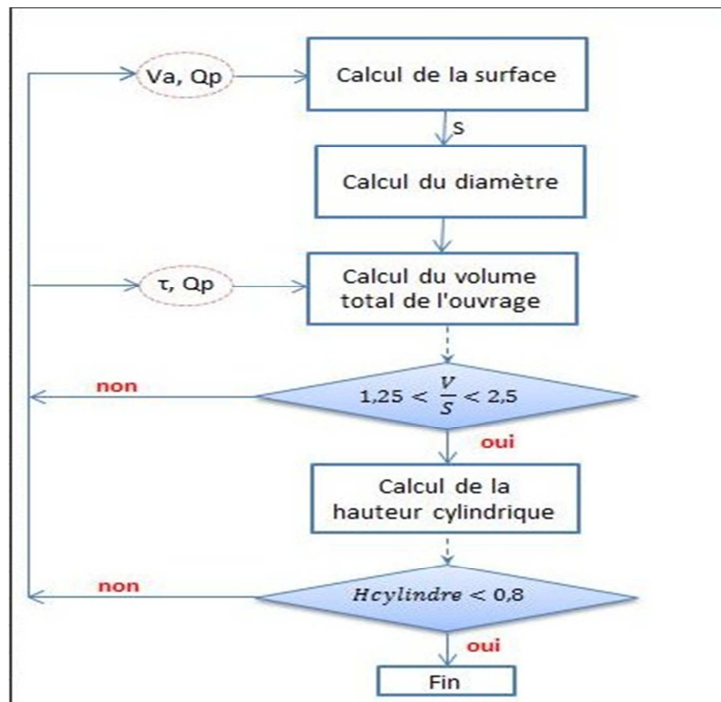 Va, Qp
Calcul de la surface
S
Calcul du diamètre
τ, Qp
Calcul du volume
total de l'ouvrage
non
1,25 < V/S < 2,5
oui
Calcul de la
hauteur cylindrique
non
Hcylindre < 0,8
oui
Fin